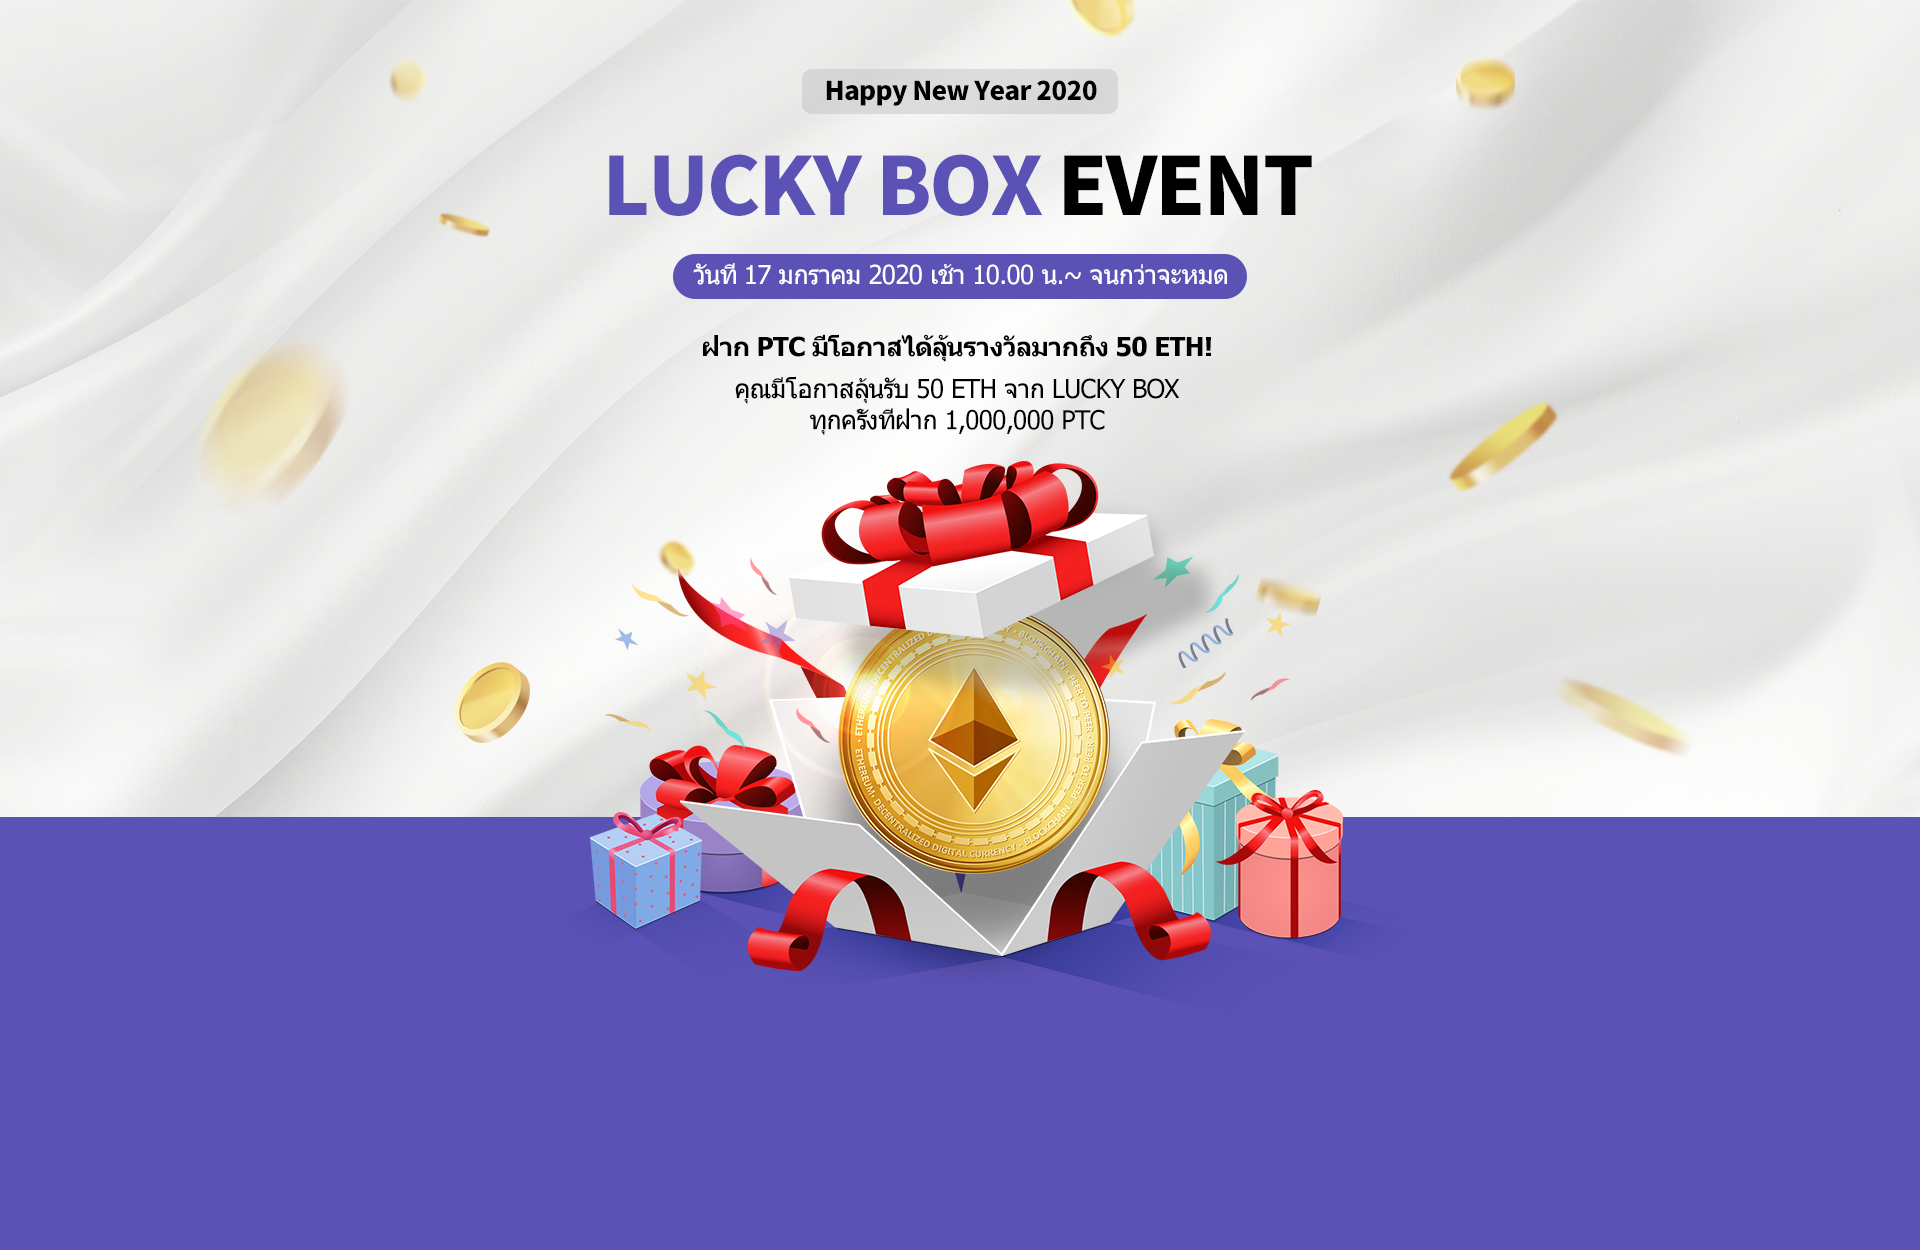 Happy New Year 2020
LUCKY BOX EVENT
วันที่ 17 มกราคม 2020 เช้า 10.00 น.~ จนกว่าจะหมด
ฝาก PTC มีโอกาสได้ลุ้นรางวัลมากถึง 50 ETH!
คุณมีโอกาสลุ้นรับ 50 ETH จาก LUCKY BOX
ทุกครั้งที่ฝาก 1,000,000 PTC
ETHEREUM • DECENTRALIZED DIGITAL CURRENCY • BLOCKCHAIN • PEER TO PEER •
ETHEREUM • DECENTRALIZED • BLOCKCHAIN • PEER TO PEER